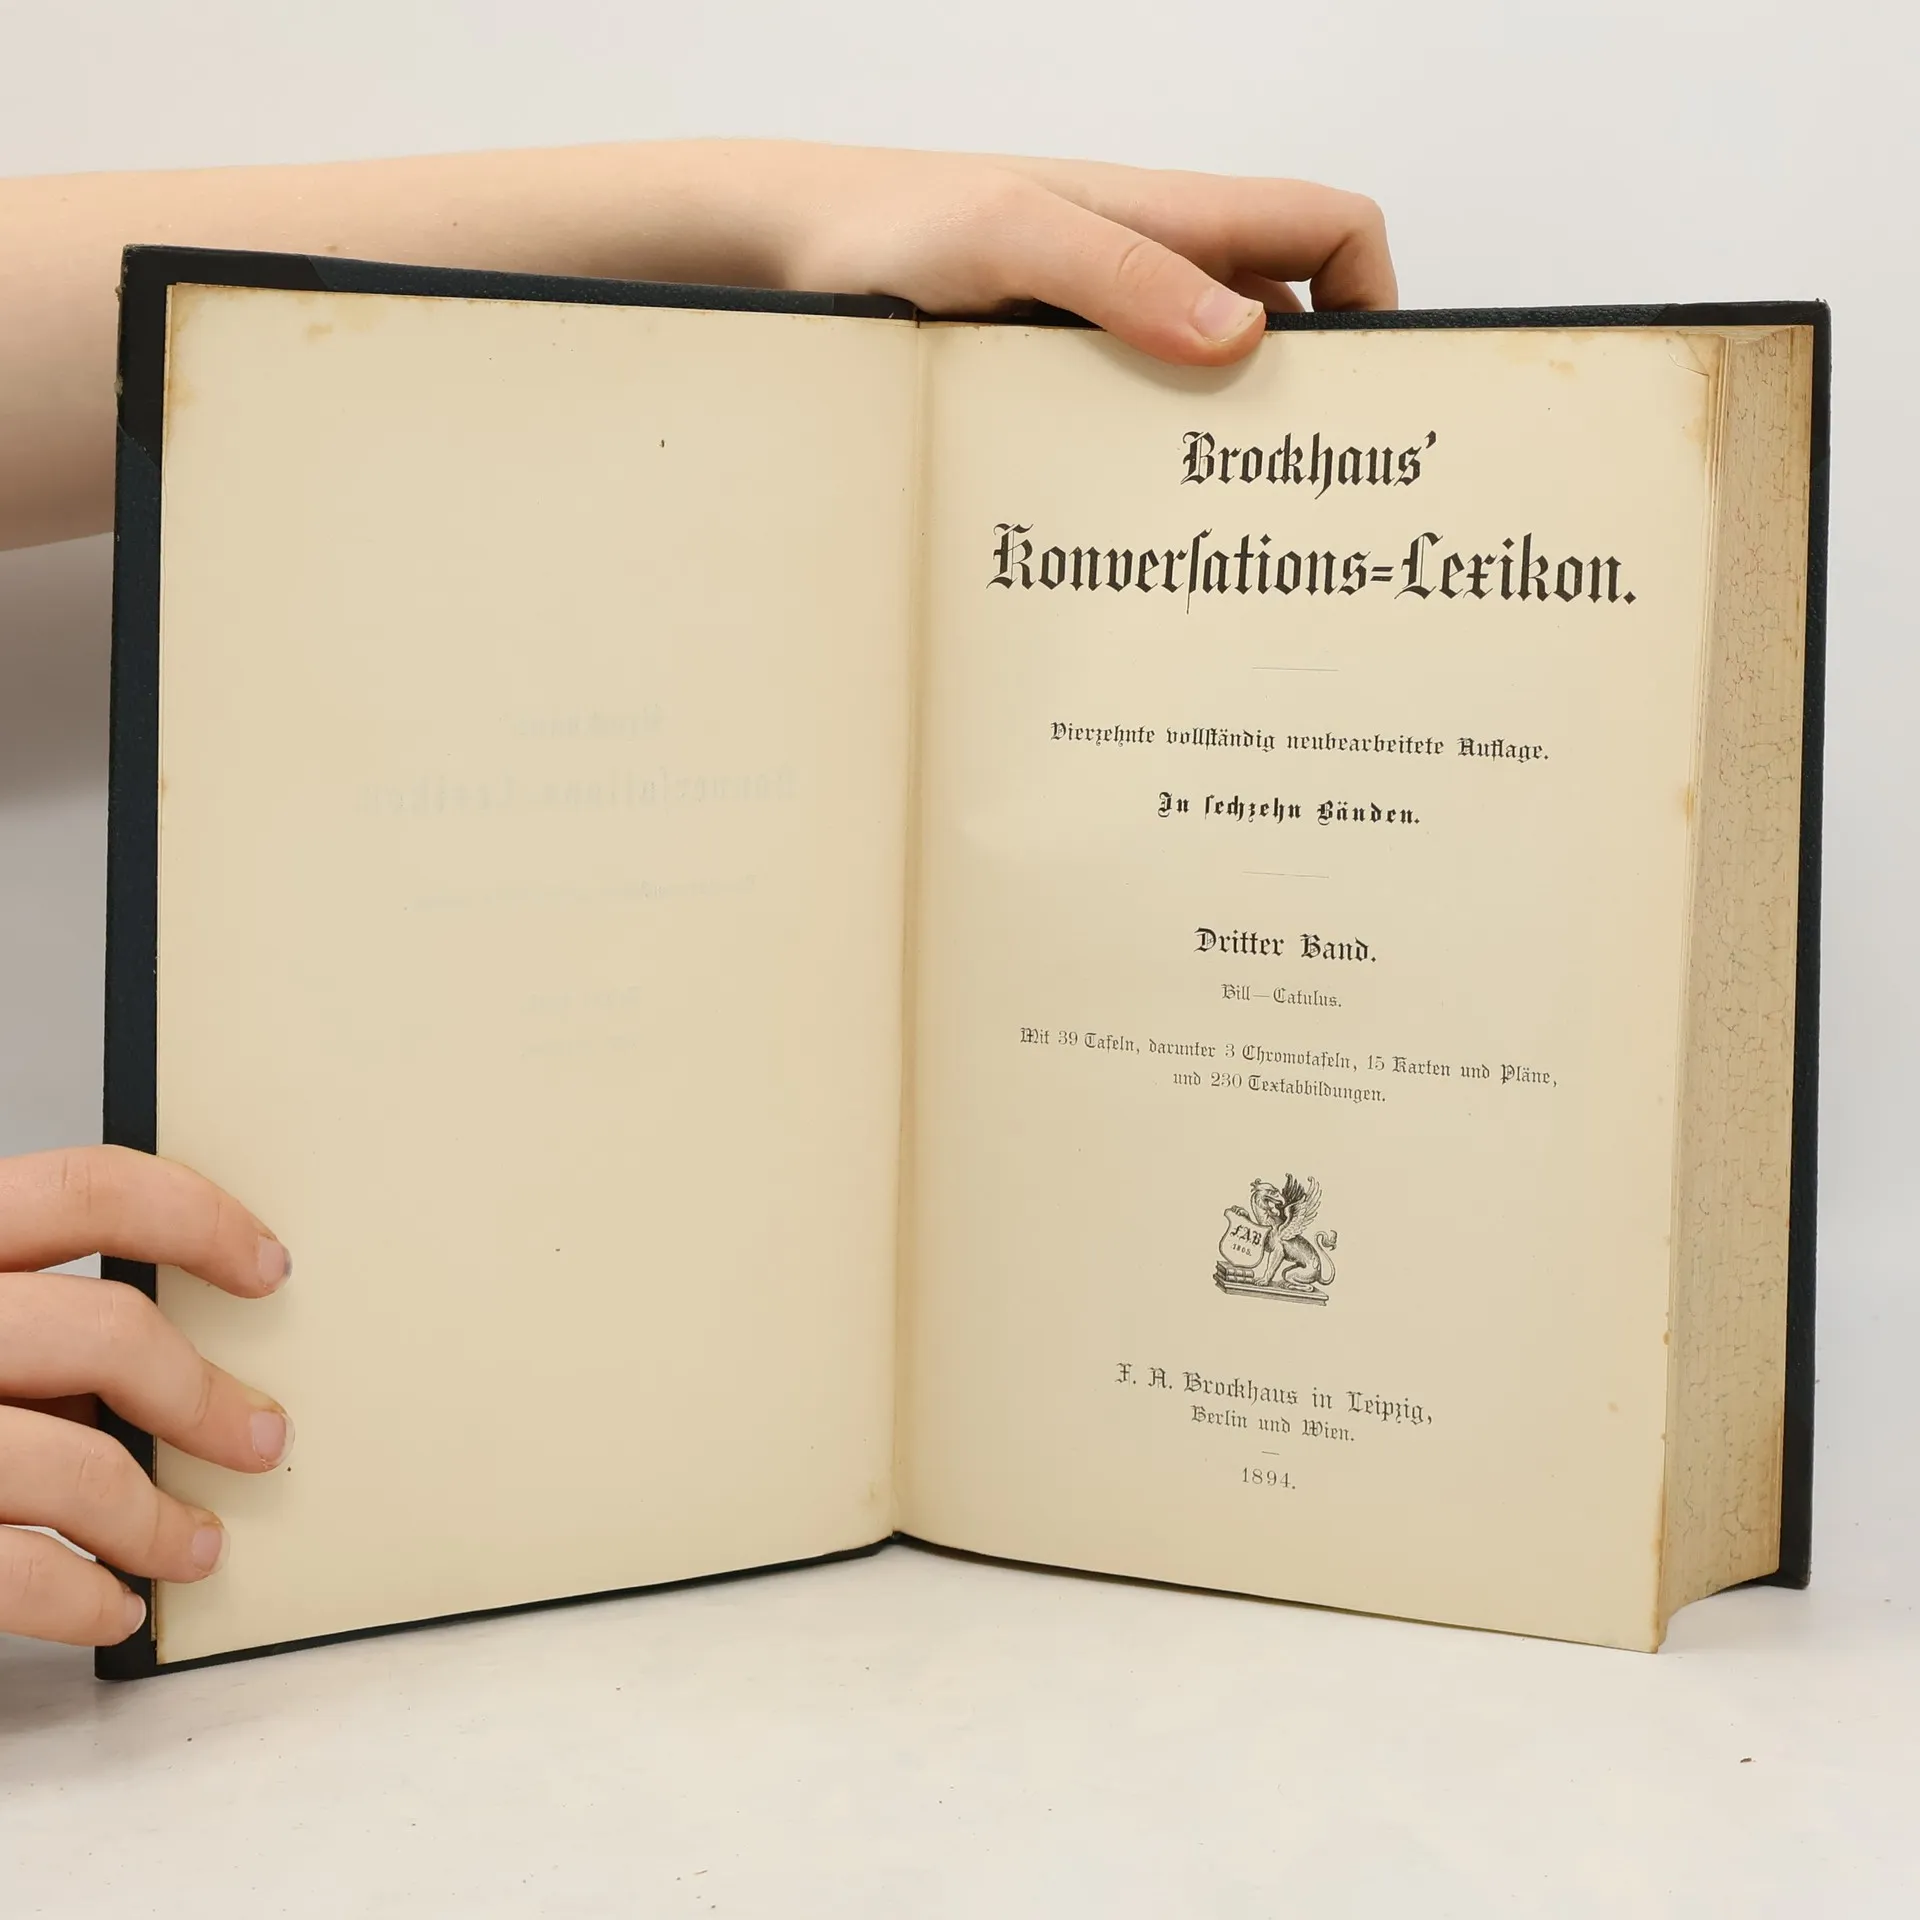 Brockhaus’
Konverſations=Lexikon.
Vierzehnte vollſtändig neubearbeitete Auflage.
In ſechzehn Bänden.
Dritter Band.
Bill—Catulus.
Mit 39 Tafeln, darunter 3 Chromotafeln, 15 Karten und Pläne,
und 230 Textabbildungen.
F.A.B.
1805.
F. A. Brockhaus in Leipzig,
Berlin und Wien.
1894.